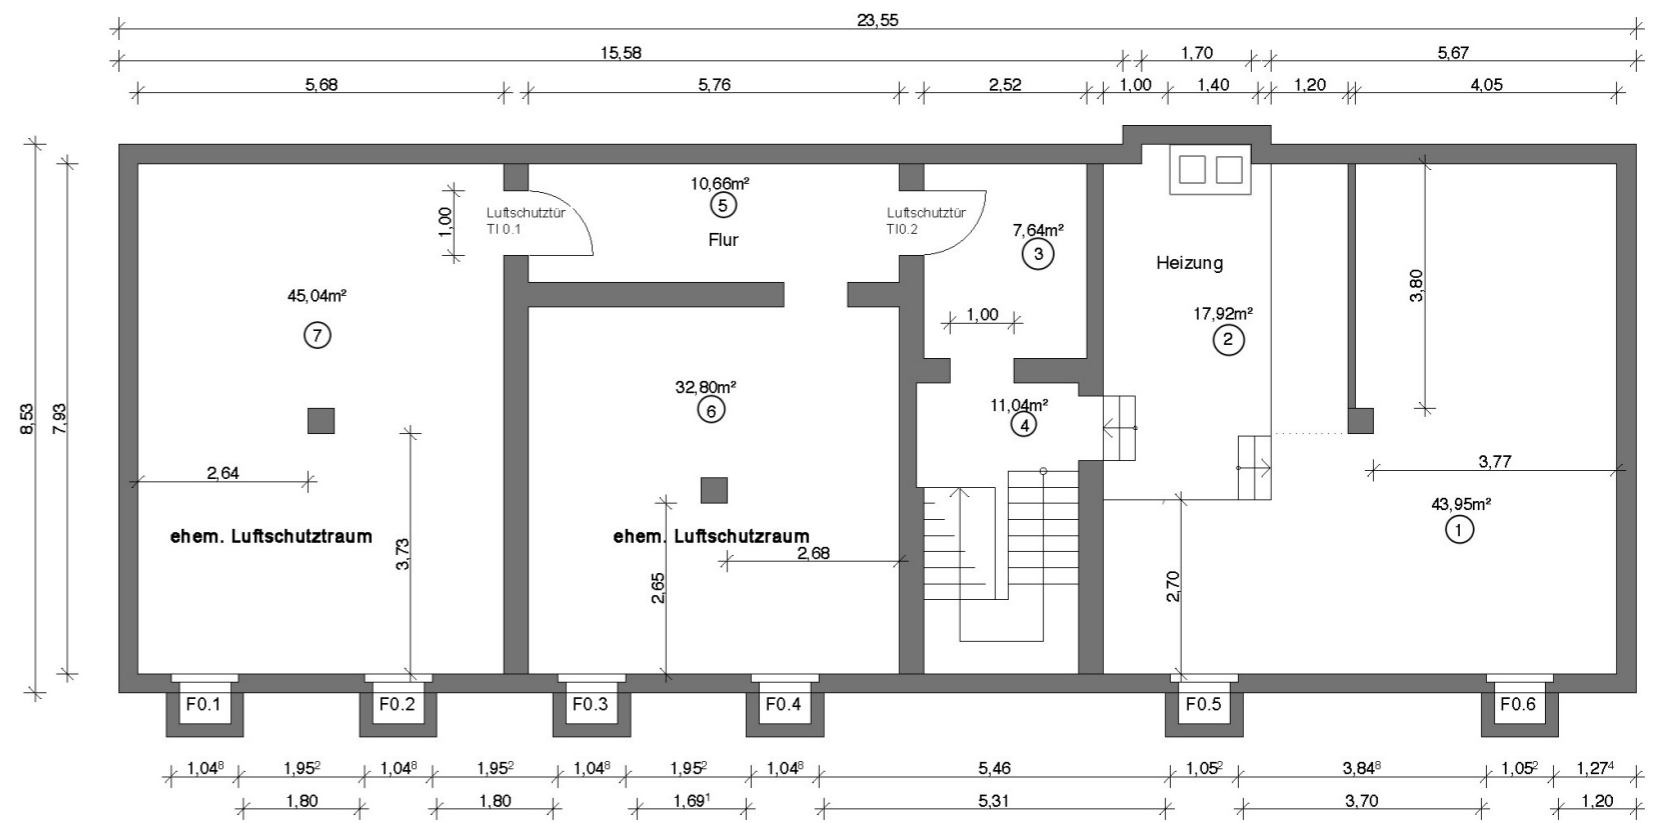 23,55
15,58
1,70
5,67
5,68
5,76
2,52
1,00
1,40
1,20
4,05
8,53
7,93
1,00
Luftschutztür
TI 0.1
10,66m²
5
Flur
Luftschutztür
TI0.2
7,64m²
3
Heizung
3,80
45,04m²
7
1,00
17,92m²
2
32,80m²
6
11,04m²
4
2,64
3,77
43,95m²
1
ehem. Luftschutztraum
ehem. Luftschutzraum
3,73
2,65
2,68
2,70
F0.1
F0.2
F0.3
F0.4
F0.5
F0.6
1,04⁸
1,95²
1,04⁸
1,95²
1,04⁸
1,95²
1,04⁸
5,46
1,05²
3,84⁸
1,05²
1,27⁴
1,80
1,80
1,69¹
5,31
3,70
1,20